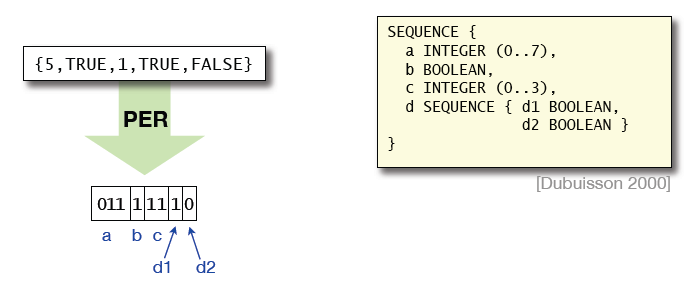 {5,TRUE,1,TRUE,FALSE}
PER
011 1 11 1 0
a b c
d1 d2
SEQUENCE {
a INTEGER (0..7),
b BOOLEAN,
c INTEGER (0..3),
d SEQUENCE { d1 BOOLEAN,
d2 BOOLEAN }
}
[Dubuisson 2000]